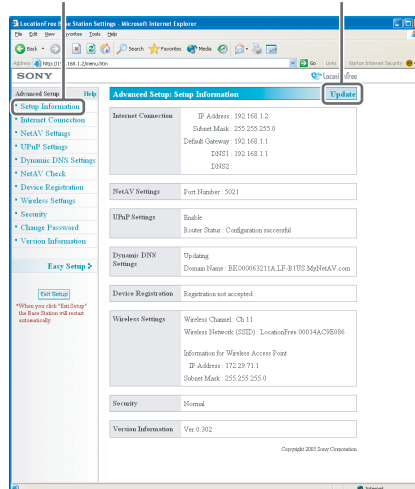 LocationFree Base Station Settings - Microsoft Internet Explorer
File Edit View Favorites Tools Help
Back Search Favorites Media
Address http://192.168.1.2/menu.htm Go Links Norton Internet Security
SONY LocationFree
Advanced Setup Help
Setup Information
Internet Connection
NetAV Settings
UPnP Settings
Dynamic DNS Settings
NetAV Check
Device Registration
Wireless Settings
Security
Change Password
Version Information
Easy Setup
Exit Setup
*When you click "Exit Setup"
the Base Station will restart
automatically.
Advanced Setup: Setup Information Update
Internet Connection IP Address : 192.168.1.2
Subnet Mask : 255.255.255.0
Default Gateway : 192.168.1.1
DNS1 : 192.168.1.1
DNS2 :
NetAV Settings Port Number : 5021
UPnP Settings Enable
Router Status : Configuration successful
Dynamic DNS Settings Updating
Domain Name : BK000063211A.LF-B1US.MyNetAV.com
Device Registration Registration not accepted
Wireless Settings Wireless Channel : Ch 11
Wireless Network (SSID) : LocationFree 00014AC9E086
Information for Wireless Access Point
IP Address : 172.29.71.1
Subnet Mask : 255.255.255.0
Security Normal
Version Information Ver.0.302
Copyright 2005 Sony Corporation
Internet